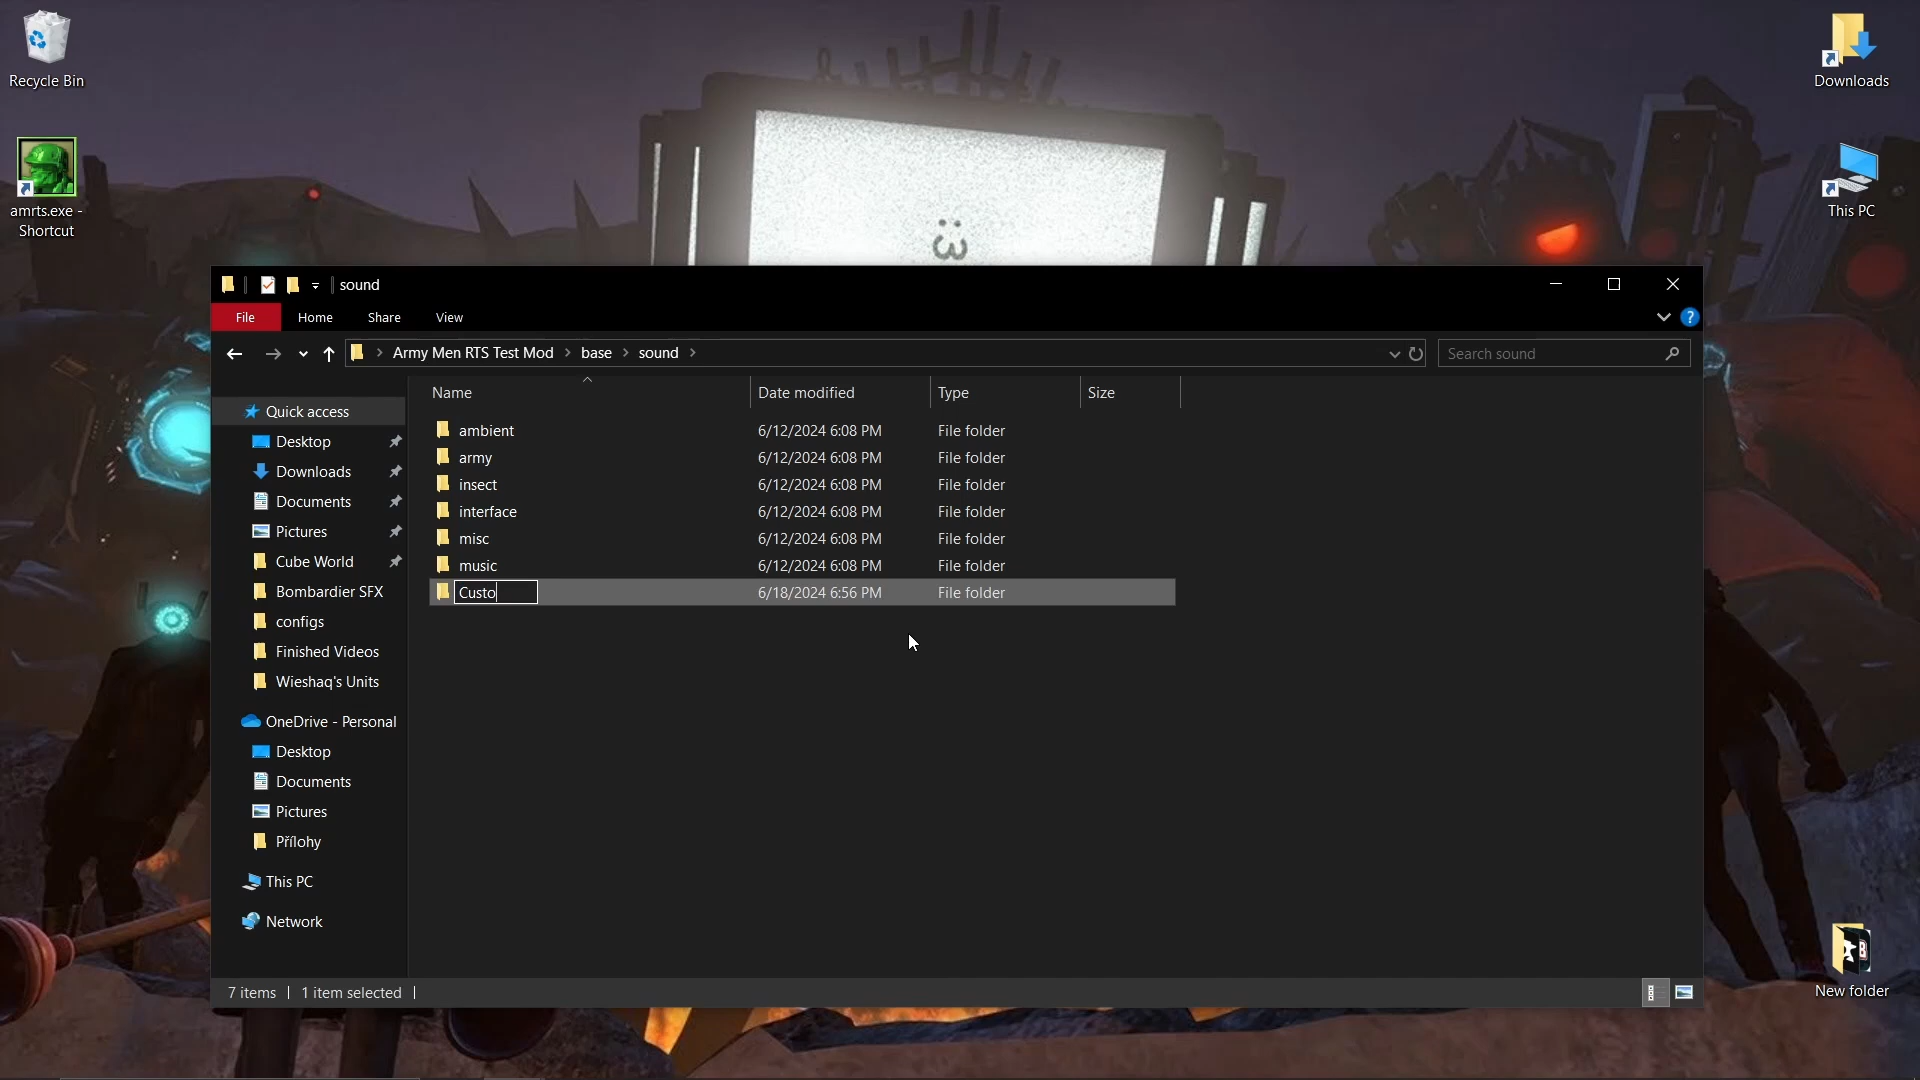 Recycle Bin
amrts.exe -
Shortcut
Downloads
This PC
New folder
sound
File Home Share View
Army Men RTS Test Mod base sound
Search sound
Name Date modified Type Size
Quick access
Desktop
Downloads
Documents
Pictures
Cube World
Bombardier SFX
configs
Finished Videos
Wieshaq's Units
OneDrive - Personal
Desktop
Documents
Pictures
Přílohy
This PC
Network
ambient 6/12/2024 6:08 PM File folder
army 6/12/2024 6:08 PM File folder
insect 6/12/2024 6:08 PM File folder
interface 6/12/2024 6:08 PM File folder
misc 6/12/2024 6:08 PM File folder
music 6/12/2024 6:08 PM File folder
Custo 6/18/2024 6:56 PM File folder
7 items 1 item selected